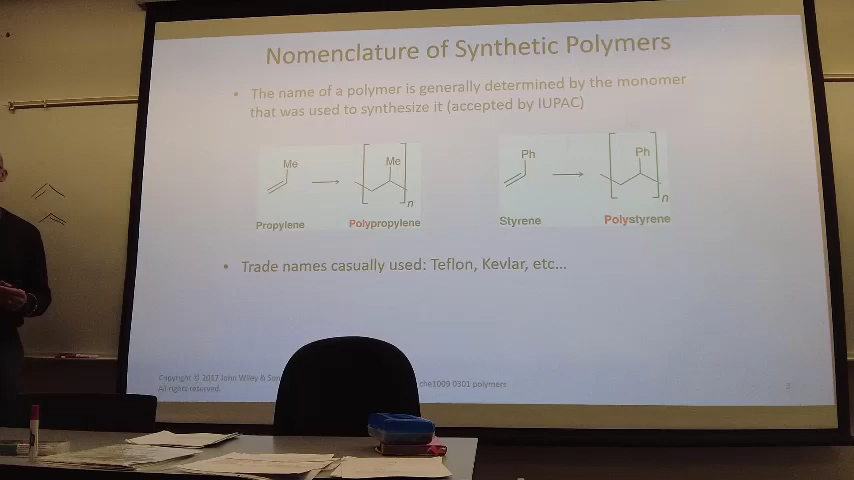 Nomenclature of Synthetic Polymers
• The name of a polymer is generally determined by the monomer
that was used to synthesize it (accepted by IUPAC)
Me
Me
n
Ph
Ph
n
Propylene
Polypropylene
Styrene
Polystyrene
• Trade names casually used: Teflon, Kevlar, etc...
Copyright © 2017 John Wiley & Son
All rights reserved.
che1009 0301 polymers
3